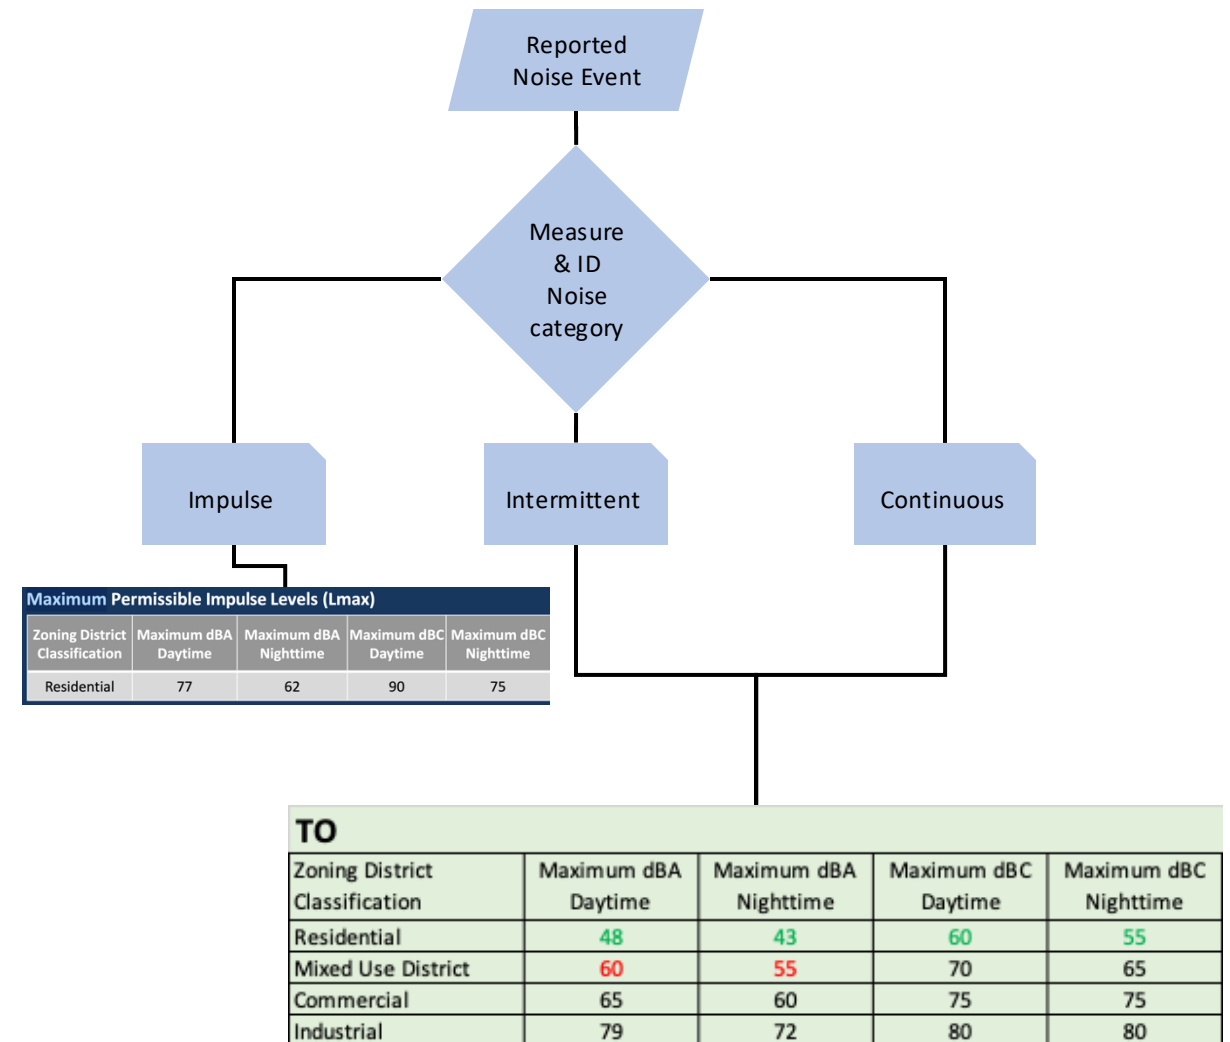 Reported
Noise Event
Measure
& ID
Noise
category
Impulse
Intermittent
Continuous
Maximum Permissible Impulse Levels (Lmax)
Zoning District Maximum dBA Maximum dBA Maximum dBC Maximum dBC
Classification Daytime Nighttime Daytime Nighttime
Residential 77 62 90 75
TO
Zoning District Maximum dBA Maximum dBA Maximum dBC Maximum dBC
Classification Daytime Nighttime Daytime Nighttime
Residential 48 43 60 55
Mixed Use District 60 55 70 65
Commercial 65 60 75 75
Industrial 79 72 80 80